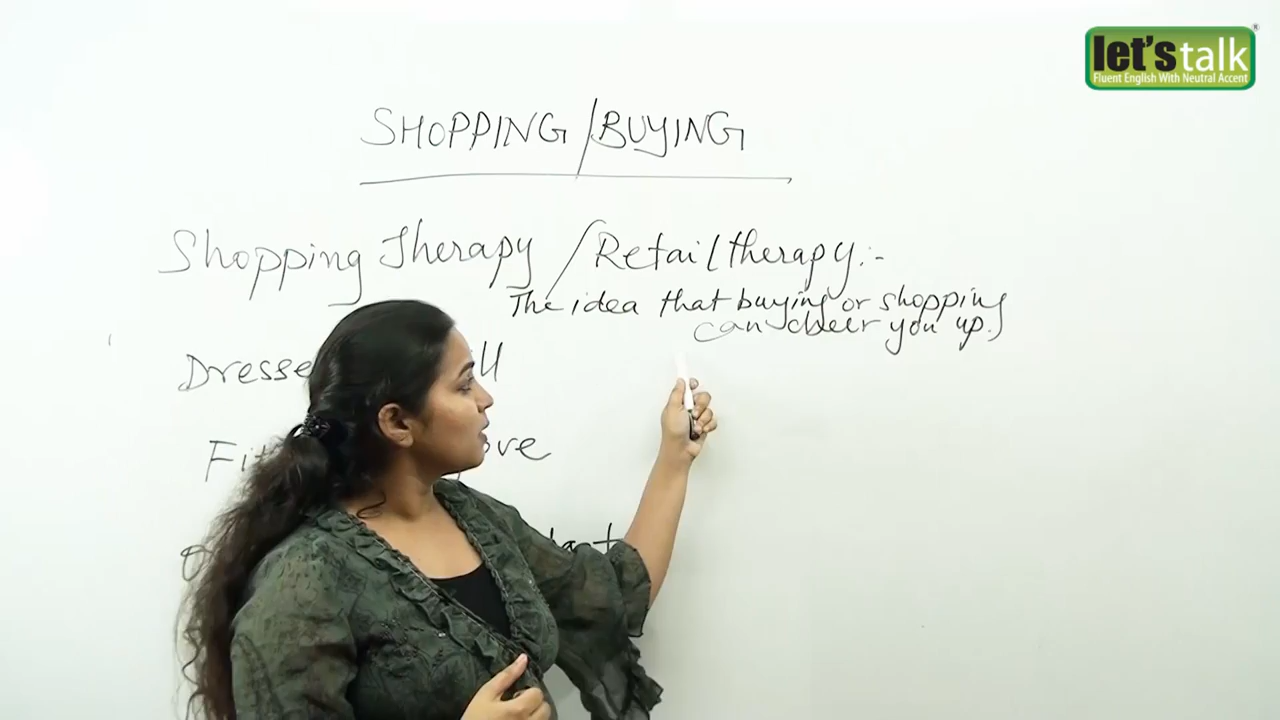 let's talk
Fluent English With Neutral Accent
SHOPPING/BUYING
Shopping Therapy/Retail therapy:-
The idea that buying or shopping
can cheer you up.)